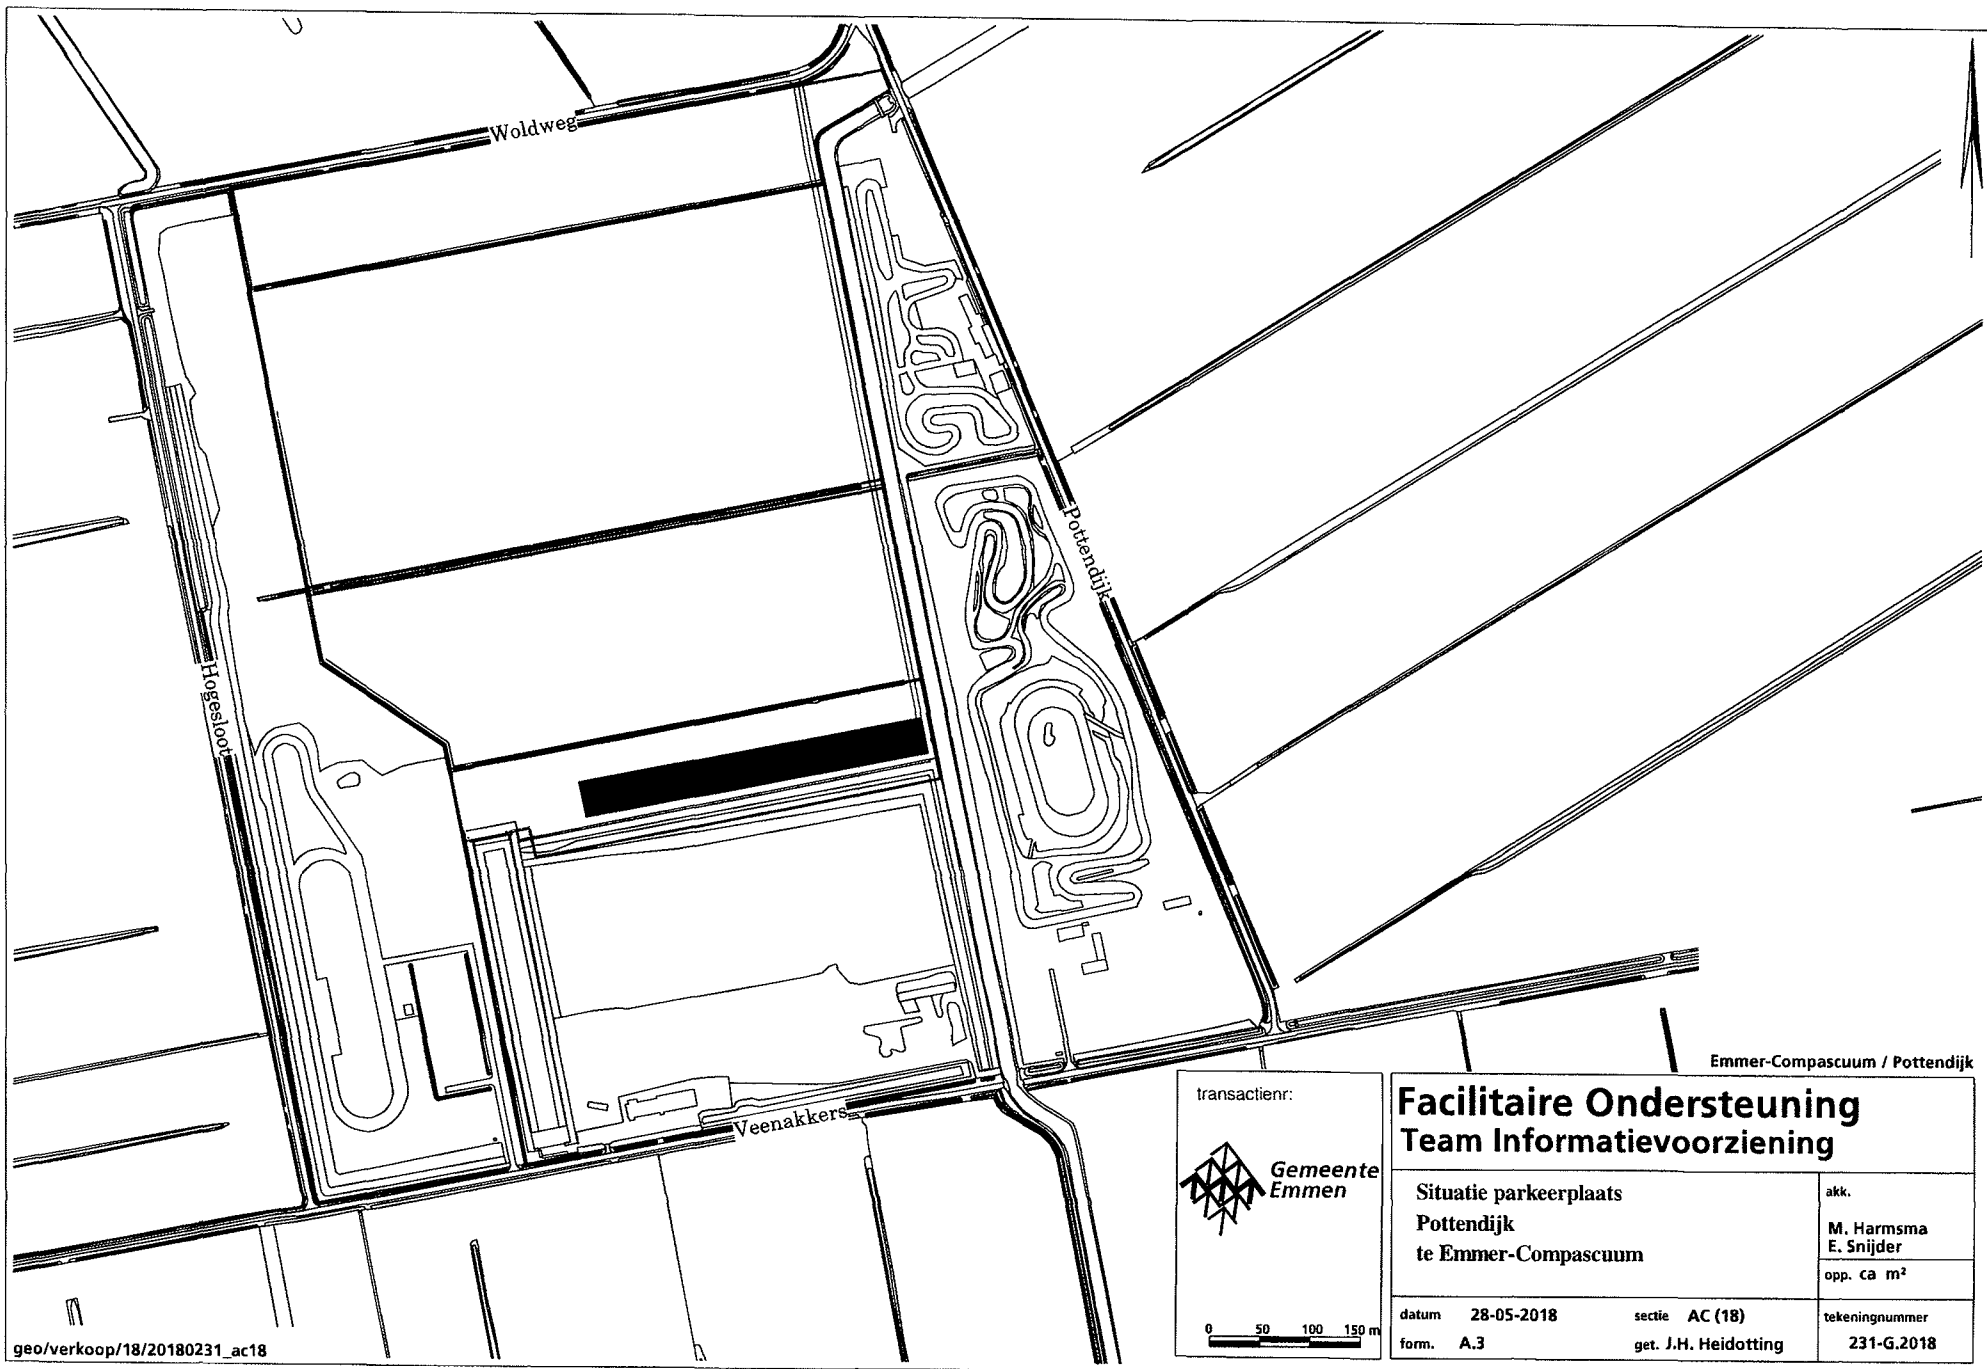 Woldweg
Pottendijk
Hogesloot
Veenakkers
Emmer-Compascuum / Pottendijk
transactienr:
Gemeente
Emmen
0 50 100 150 m
Facilitaire Ondersteuning
Team Informatievoorziening
Situatie parkeerplaats
Pottendijk
te Emmer-Compascuum
akk.
M. Harmsma
E. Snijder
opp. ca m²
datum 28-05-2018 sectie AC (18)
form. A.3 get. J.H. Heidotting
tekeningnummer
231-G.2018
geo/verkoop/18/20180231_ac18